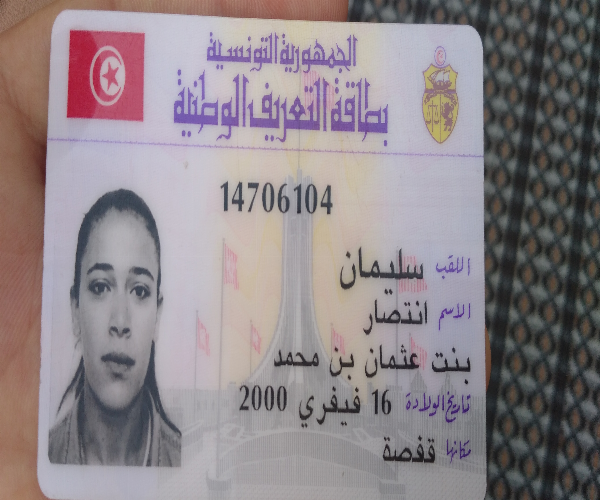 الجمهورية التونسية
بطاقة التعريف الوطنية
14706104
اللقب سليمان
الاسم انتصار
بنت عثمان بن محمد
تاريخ الولادة 16 فيفري 2000
مكانها قفصة